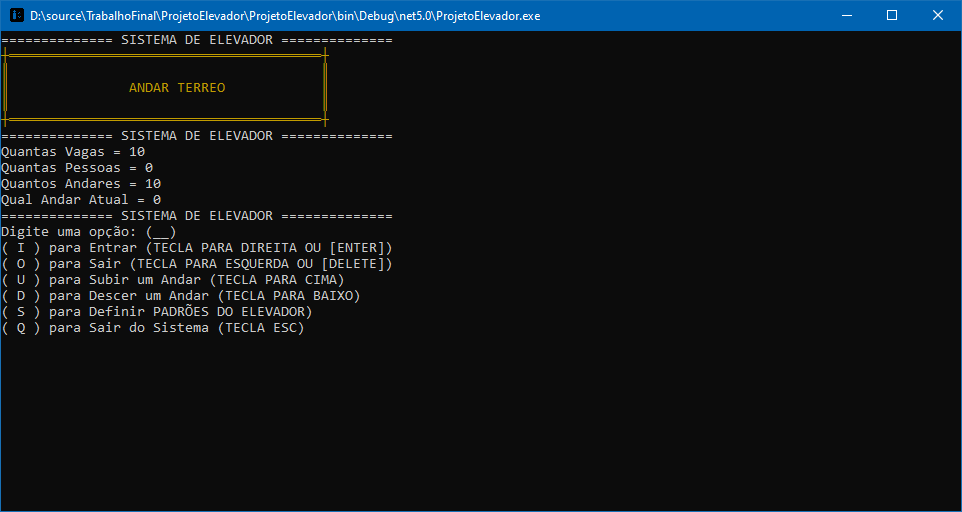 D:\source\TrabalhoFinal\ProjetoElevador\ProjetoElevador\bin\Debug\net5.0\ProjetoElevador.exe
============== SISTEMA DE ELEVADOR ==============
ANDAR TERREO
============== SISTEMA DE ELEVADOR ==============
Quantas Vagas = 10
Quantas Pessoas = 0
Quantos Andares = 10
Qual Andar Atual = 0
============== SISTEMA DE ELEVADOR ==============
Digite uma opção: (__)
( I ) para Entrar (TECLA PARA DIREITA OU [ENTER])
( O ) para Sair (TECLA PARA ESQUERDA OU [DELETE])
( U ) para Subir um Andar (TECLA PARA CIMA)
( D ) para Descer um Andar (TECLA PARA BAIXO)
( S ) para Definir PADRÕES DO ELEVADOR)
( Q ) para Sair do Sistema (TECLA ESC)